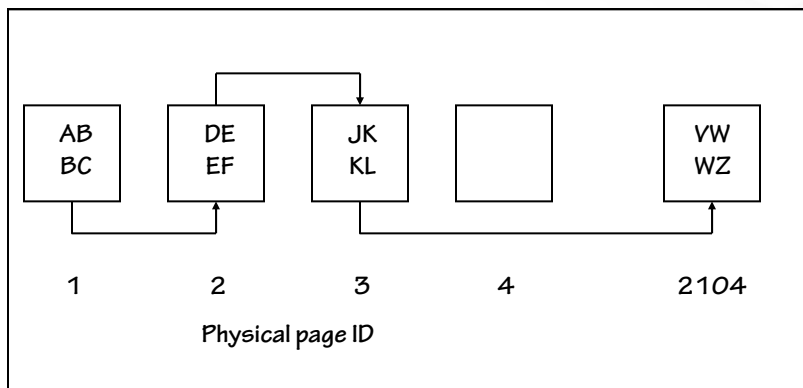 AB
BC
DE
EF
JK
KL
VW
WZ
1 2 3 4 2104
Physical page ID